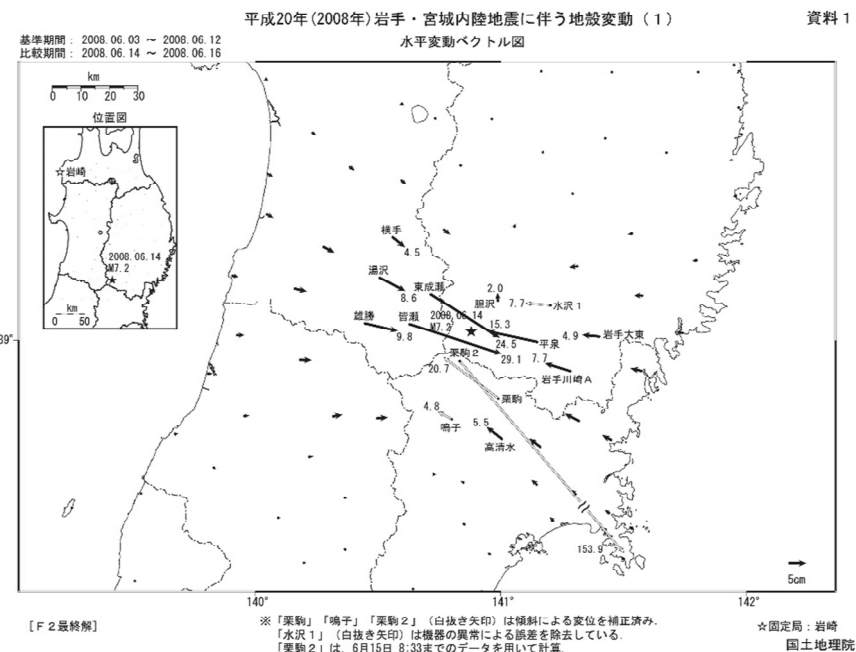 平成20年(2008年)岩手・宮城内陸地震に伴う地殻変動（１）
資料１
基準期間： 2008.06.03 ～ 2008.06.12
比較期間： 2008.06.14 ～ 2008.06.16
水平変動ベクトル図
km
0 10 20 30
位置図
☆岩崎
2008.06.14
M7.2
km
0 50
横手
4.5
湯沢
8.6
東成瀬
2.0
胆沢
7.7
水沢１
雄勝
9.8
皆瀬
2008.06.14
M7.2
15.3
24.5
平泉
4.9
岩手大東
29.1
7.7
岩手川崎Ａ
栗駒２
20.7
栗駒
4.8
鳴子
5.5
高清水
153.9
39°
5cm
140°
141°
142°
［Ｆ２最終解］
※「栗駒」「鳴子」「栗駒２」（白抜き矢印）は傾斜による変位を補正済み．
「水沢１」（白抜き矢印）は機器の異常による誤差を除去している．
「栗駒２」は、6月15日 8:33までのデータを用いて計算．
☆固定局：岩崎
国土地理院